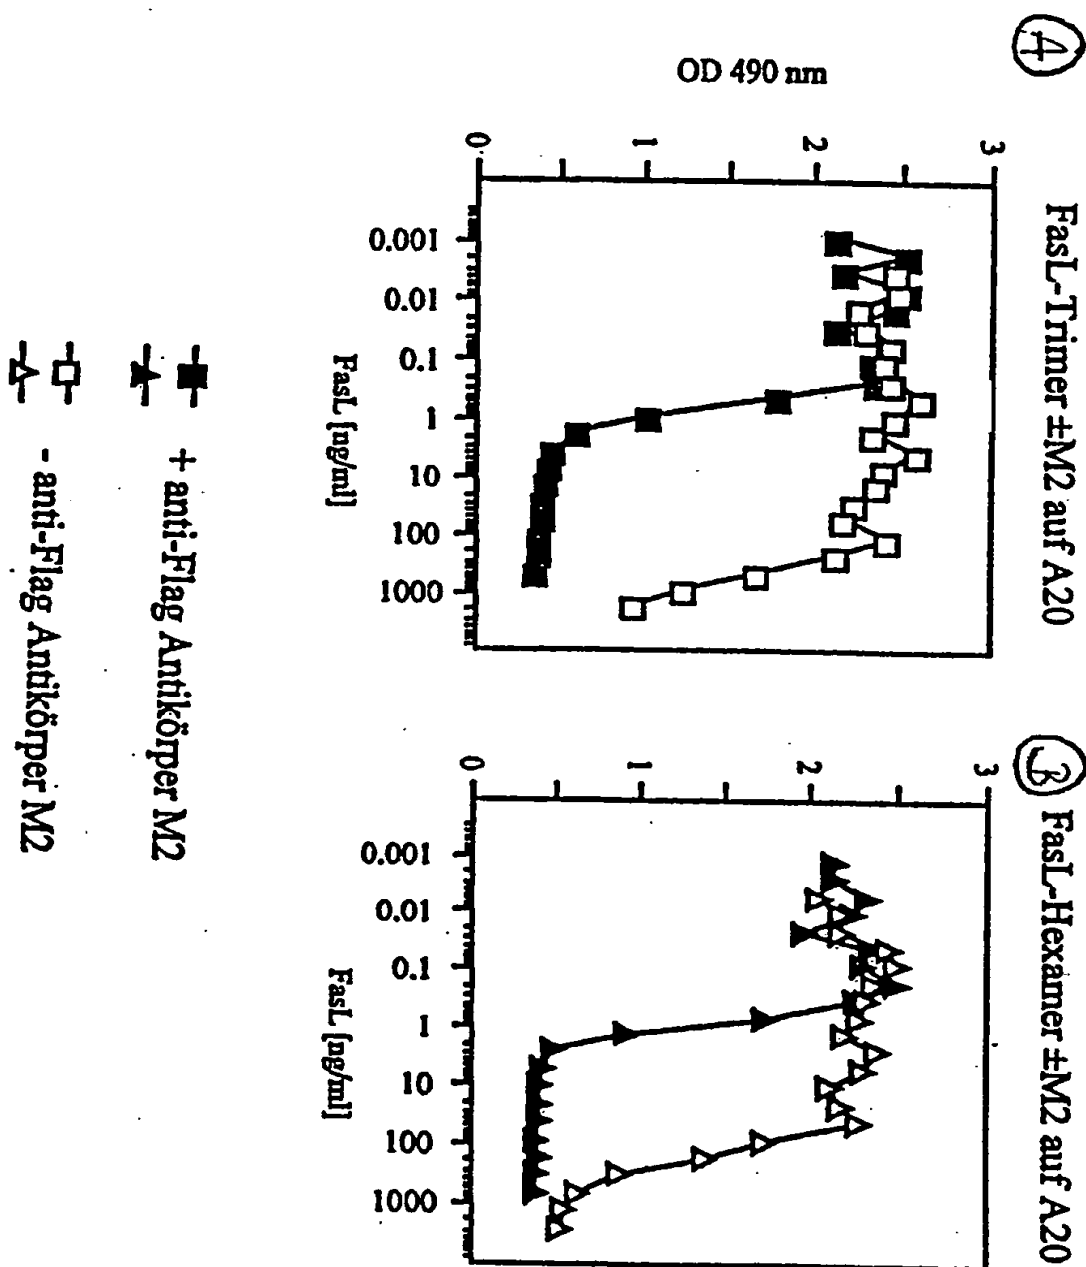 A
FasL-Trimer ±M2 auf A20
OD 490 nm
3
2
1
0
0.001
0.01
0.1
1
10
100
1000
FasL [ng/ml]
B
FasL-Hexamer ±M2 auf A20
3
2
1
0
0.001
0.01
0.1
1
10
100
1000
FasL [ng/ml]
+ anti-Flag Antikörper M2
- anti-Flag Antikörper M2